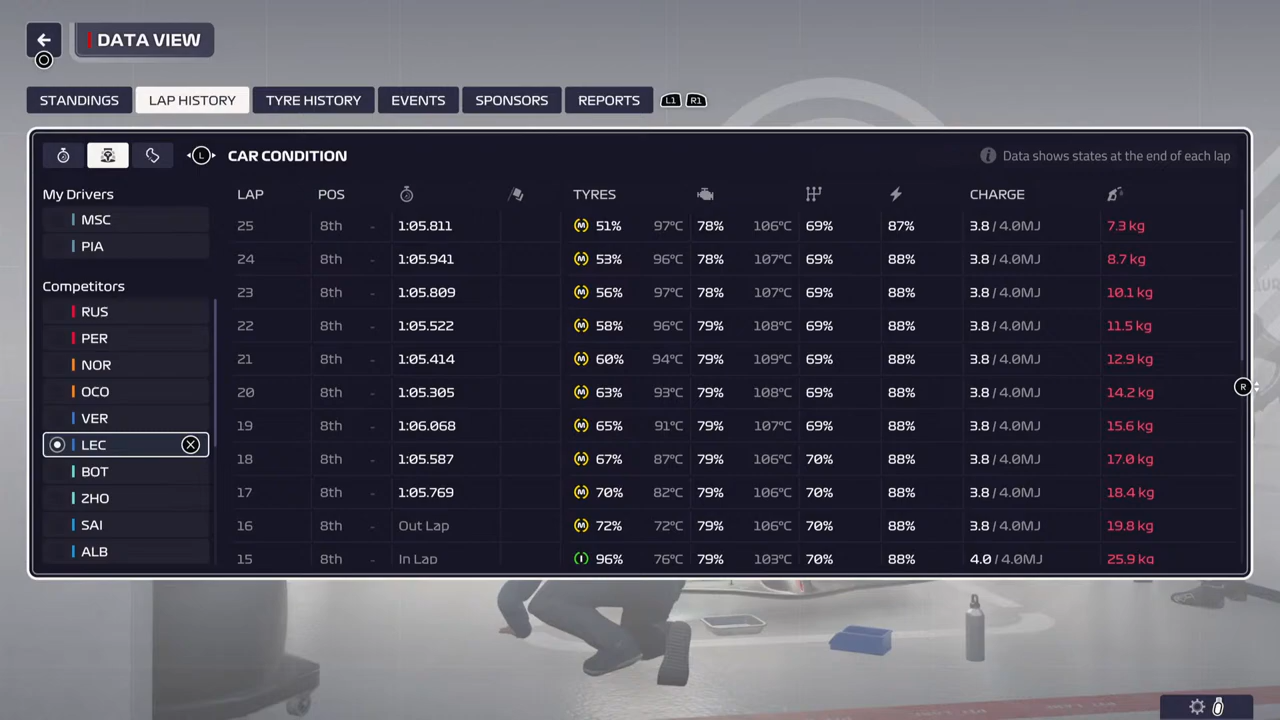 DATA VIEW
STANDINGS LAP HISTORY TYRE HISTORY EVENTS SPONSORS REPORTS L1 R1
L CAR CONDITION Data shows states at the end of each lap
My Drivers
MSC
PIA
Competitors
RUS
PER
NOR
OCO
VER
LEC
BOT
ZHO
SAI
ALB
LAP POS TYRES CHARGE
25 8th - 1:05.811 M 51% 97°C 78% 106°C 69% 87% 3.8 / 4.0MJ 7.3 kg
24 8th - 1:05.941 M 53% 96°C 78% 107°C 69% 88% 3.8 / 4.0MJ 8.7 kg
23 8th - 1:05.809 M 56% 97°C 78% 107°C 69% 88% 3.8 / 4.0MJ 10.1 kg
22 8th - 1:05.522 M 58% 96°C 79% 108°C 69% 88% 3.8 / 4.0MJ 11.5 kg
21 8th - 1:05.414 M 60% 94°C 79% 109°C 69% 88% 3.8 / 4.0MJ 12.9 kg
20 8th - 1:05.305 M 63% 93°C 79% 108°C 69% 88% 3.8 / 4.0MJ 14.2 kg
19 8th - 1:06.068 M 65% 91°C 79% 106°C 69% 88% 3.8 / 4.0MJ 15.6 kg
18 8th - 1:05.587 M 67% 87°C 79% 106°C 70% 88% 3.8 / 4.0MJ 17.0 kg
17 8th - 1:05.769 M 70% 82°C 79% 106°C 70% 88% 3.8 / 4.0MJ 18.4 kg
16 8th - Out Lap M 72% 72°C 79% 106°C 70% 88% 3.8 / 4.0MJ 19.8 kg
15 8th - In Lap I 96% 76°C 79% 103°C 70% 88% 4.0 / 4.0MJ 25.9 kg
R